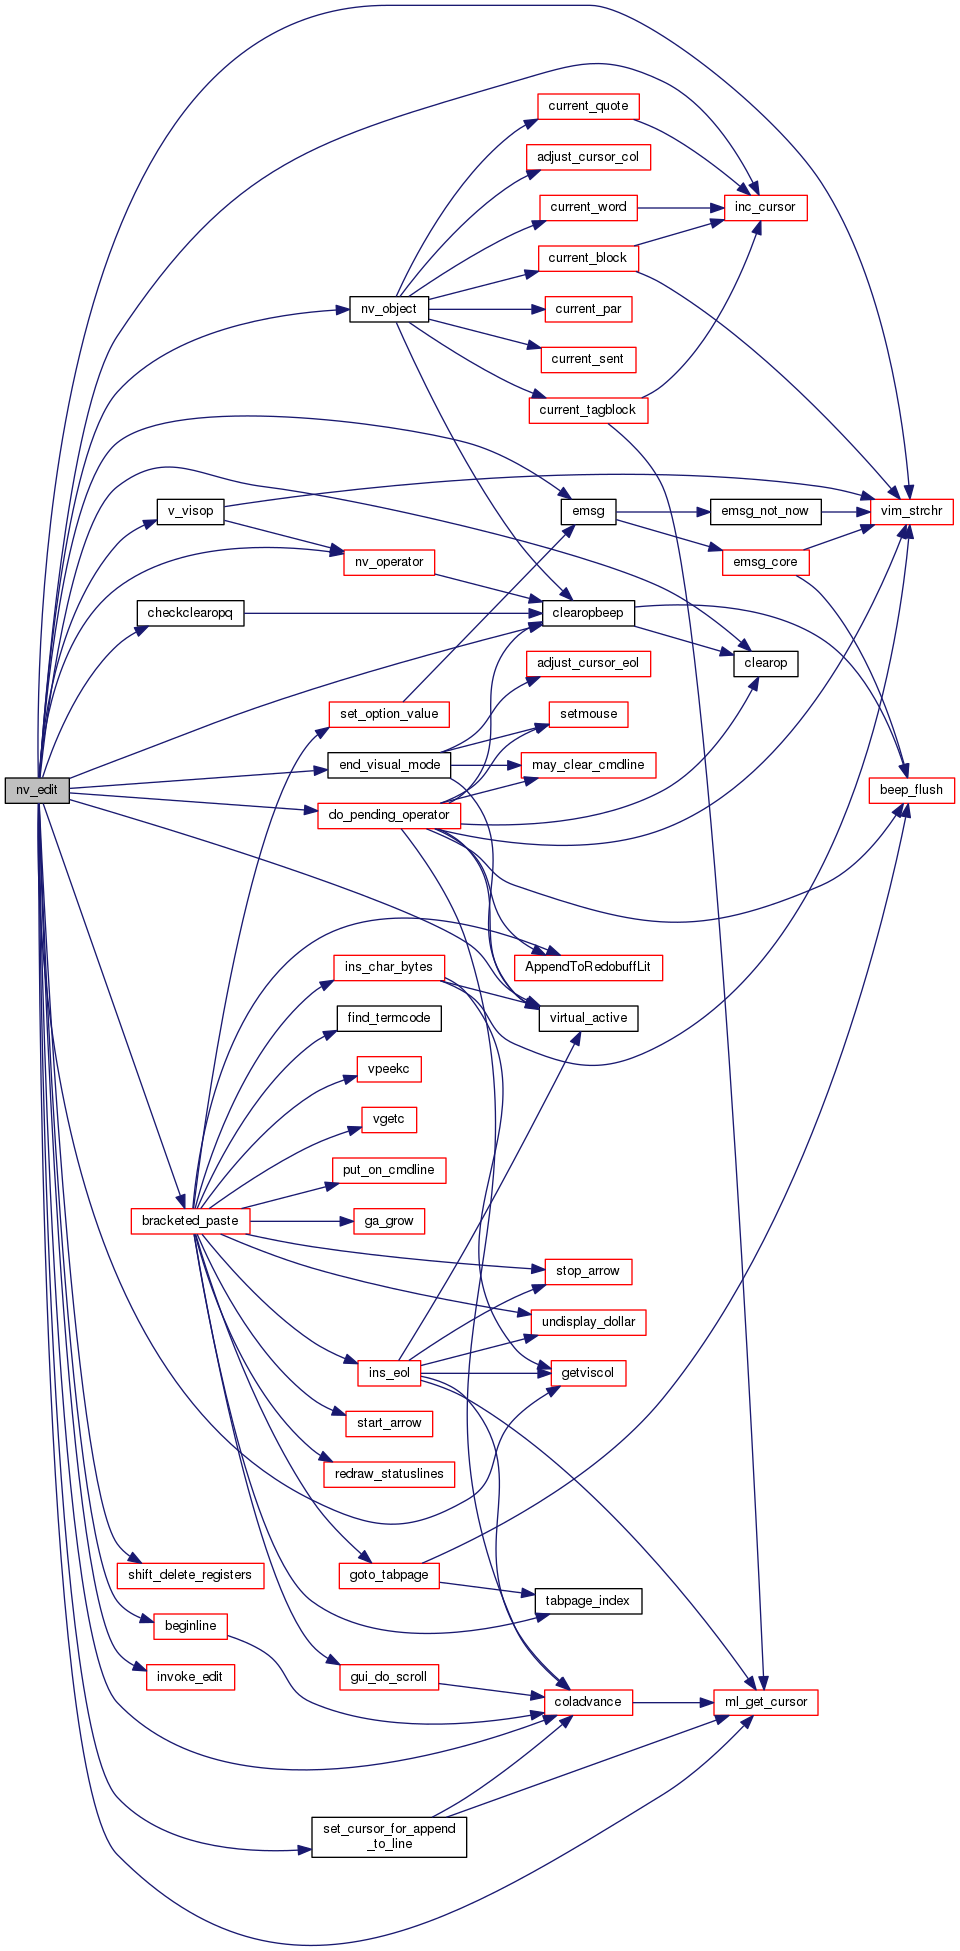 current_quote
adjust_cursor_col
current_word
inc_cursor
current_block
nv_object
current_par
current_sent
current_tagblock
v_visop
emsg
emsg_not_now
vim_strchr
nv_operator
emsg_core
checkclearopq
clearopbeep
adjust_cursor_eol
clearop
set_option_value
setmouse
end_visual_mode
may_clear_cmdline
nv_edit
beep_flush
do_pending_operator
ins_char_bytes
AppendToRedobuffLit
find_termcode
virtual_active
vpeekc
vgetc
put_on_cmdline
bracketed_paste
ga_grow
stop_arrow
undisplay_dollar
ins_eol
getviscol
start_arrow
redraw_statuslines
shift_delete_registers
goto_tabpage
tabpage_index
beginline
invoke_edit
gui_do_scroll
coladvance
ml_get_cursor
set_cursor_for_append
_to_line